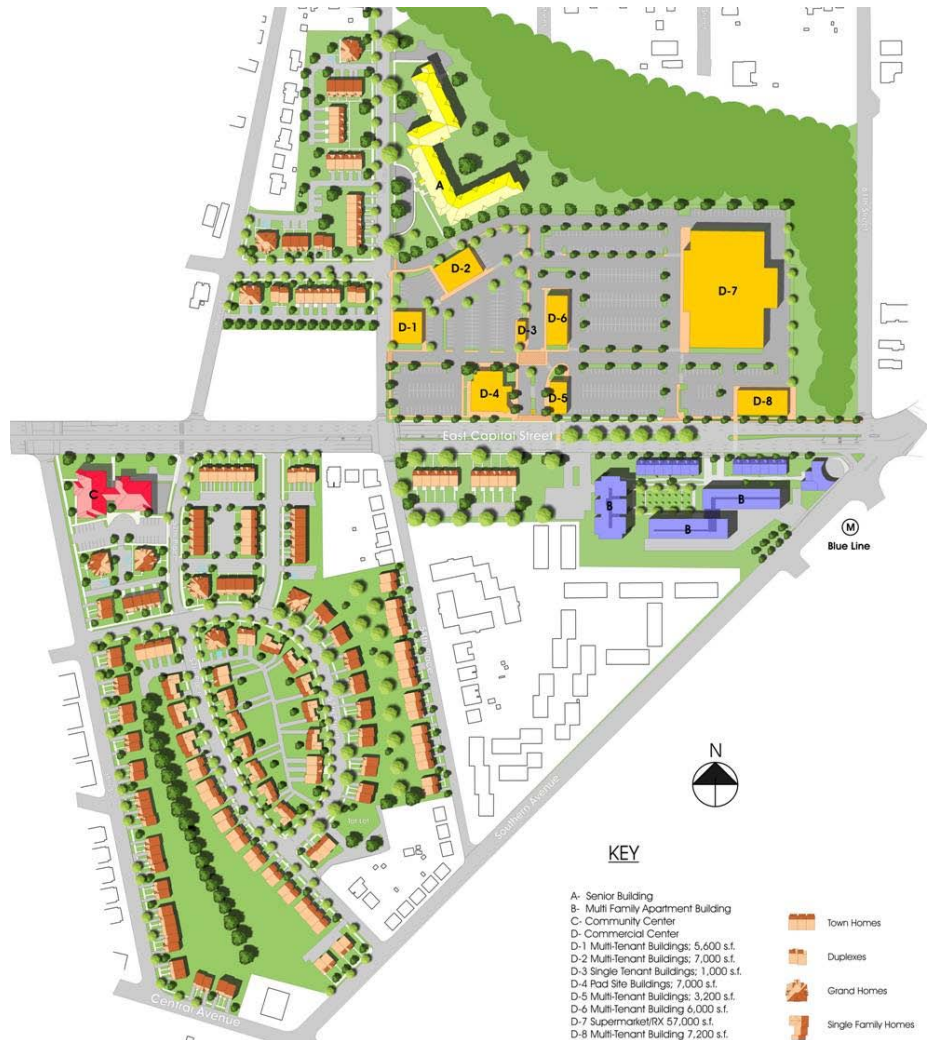 A
D-2
D-7
D-6
D-1
D-3
D-4
D-5
D-8
East Capital Street
C
B
B
B
M
Blue Line
N
Southern Avenue
Central Avenue
KEY
A- Senior Building
B- Multi Family Apartment Building
C- Community Center
D- Commercial Center
D-1 Multi-Tenant Buildings; 5,600 s.f.
D-2 Multi-Tenant Buildings; 7,000 s.f.
D-3 Single Tenant Buildings; 1,000 s.f.
D-4 Pad Site Buildings; 7,000 s.f.
D-5 Multi-Tenant Buildings; 3,200 s.f.
D-6 Multi-Tenant Building 6,000 s.f.
D-7 Supermarket/RX 57,000 s.f.
D-8 Multi-Tenant Building 7,200 s.f.
Town Homes
Duplexes
Grand Homes
Single Family Homes